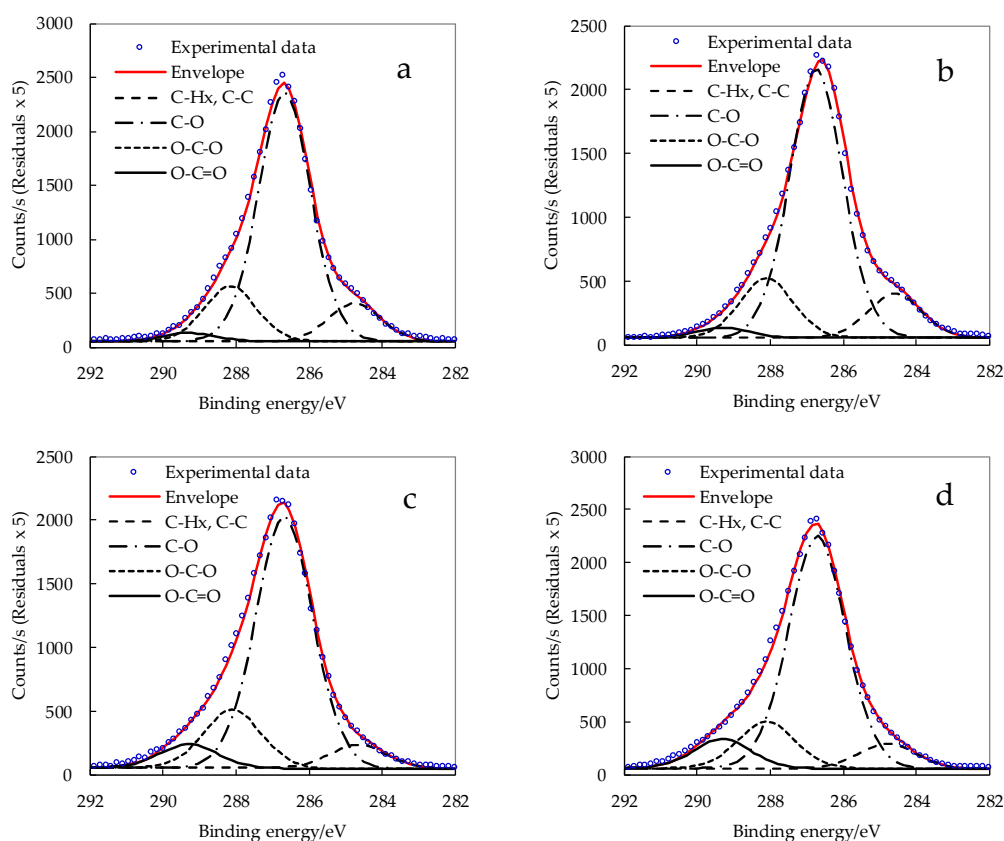 3000
2500
2000
1500
1000
500
0
Counts/s (Residuals x 5)
Experimental data
Envelope
C-Hx, C-C
C-O
O-C-O
O-C=O
a
292 290 288 286 284 282
Binding energy/eV
2500
2000
1500
1000
500
0
Counts/s (Residuals x 5)
Experimental data
Envelope
C-Hx, C-C
C-O
O-C-O
O-C=O
b
292 290 288 286 284 282
Binding energy/eV
2500
2000
1500
1000
500
0
Counts/s (Residuals x 5)
Experimental data
Envelope
C-Hx, C-C
C-O
O-C-O
O-C=O
c
292 290 288 286 284 282
Binding energy/eV
3000
2500
2000
1500
1000
500
0
Counts/s (Residuals x 5)
Experimental data
Envelope
C-Hx, C-C
C-O
O-C-O
O-C=O
d
292 290 288 286 284 282
Binding energy/eV